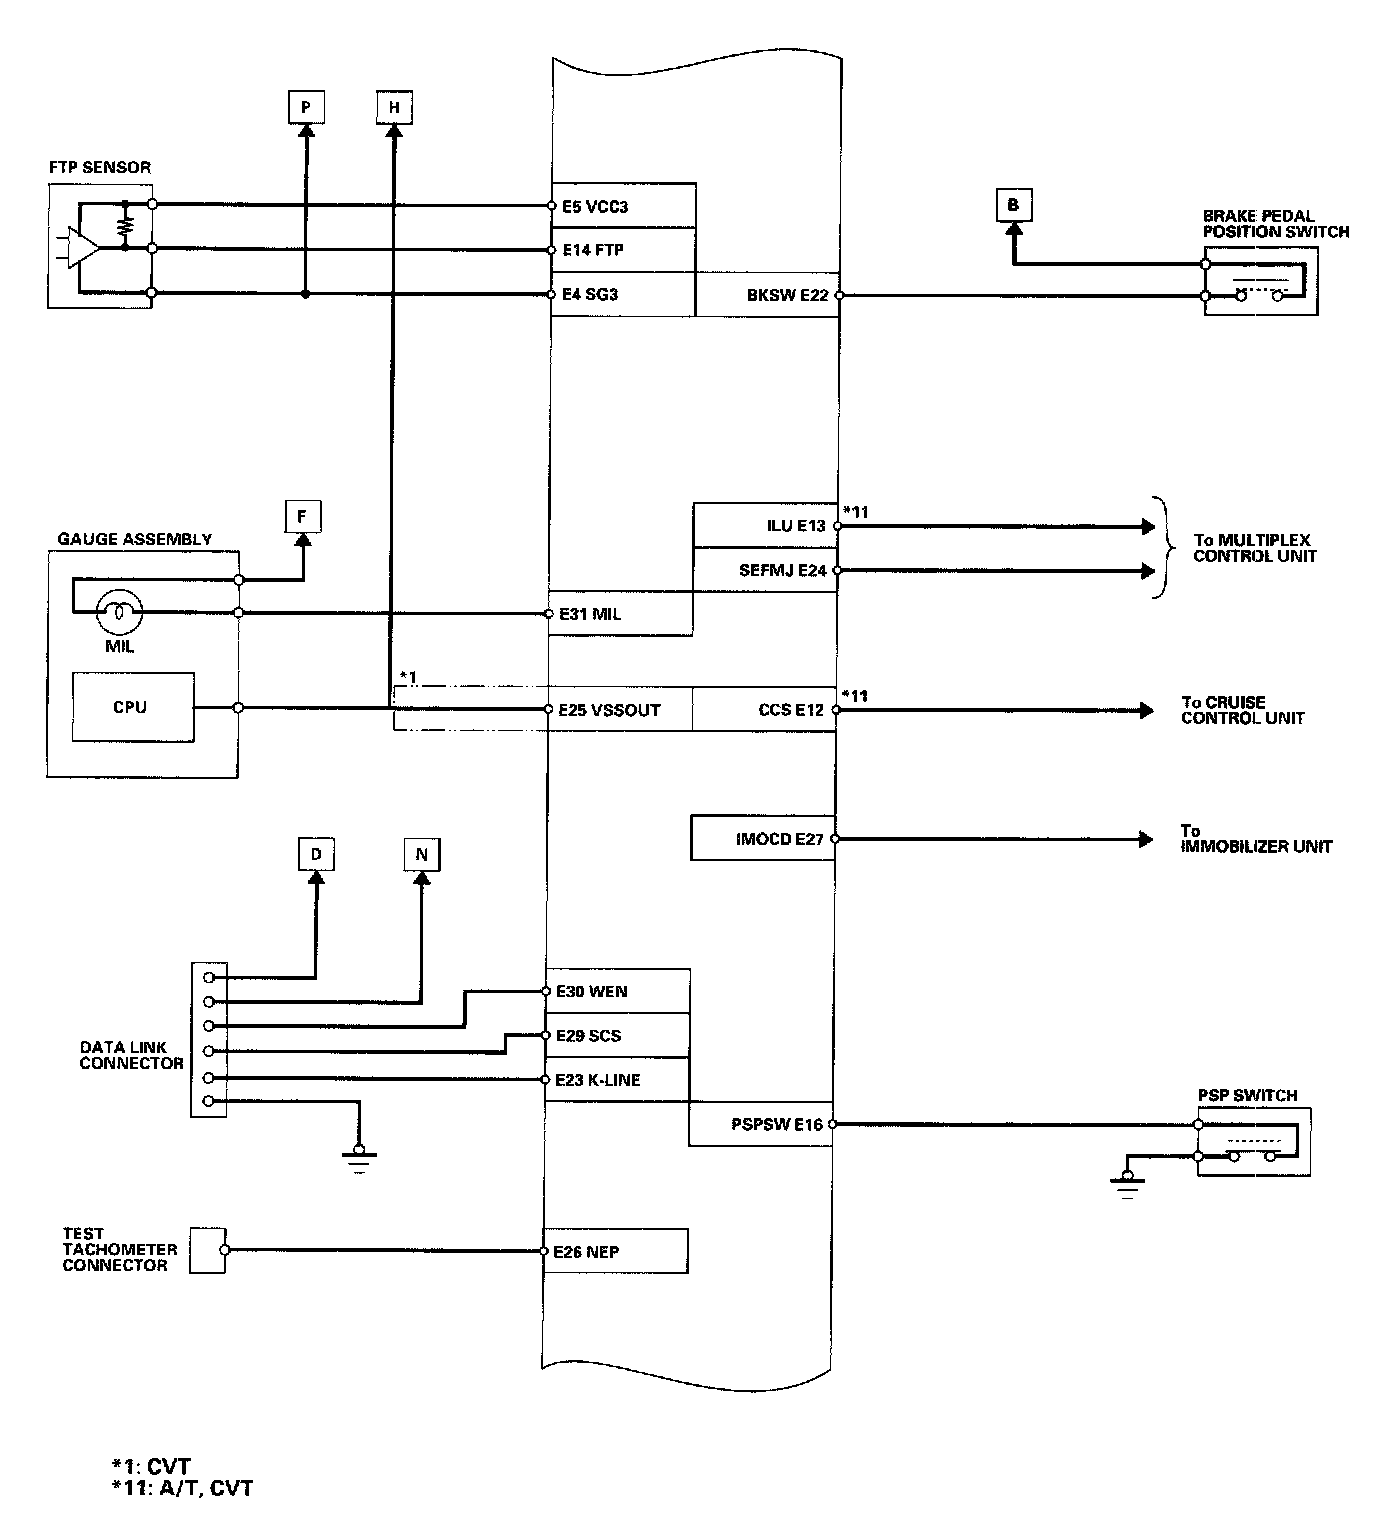 P
H
FTP SENSOR
E5 VCC3
E14 FTP
E4 SG3
BKSW E22
B
BRAKE PEDAL
POSITION SWITCH
F
GAUGE ASSEMBLY
MIL
CPU
ILU E13
*11
SEFMJ E24
To MULTIPLEX
CONTROL UNIT
E31 MIL
*1
E25 VSSOUT
CCS E12
*11
To CRUISE
CONTROL UNIT
IMOCD E27
To
IMMOBILIZER UNIT
D
N
DATA LINK
CONNECTOR
E30 WEN
E29 SCS
E23 K-LINE
PSPSW E16
PSP SWITCH
TEST
TACHOMETER
CONNECTOR
E26 NEP
*1: CVT
*11: A/T, CVT